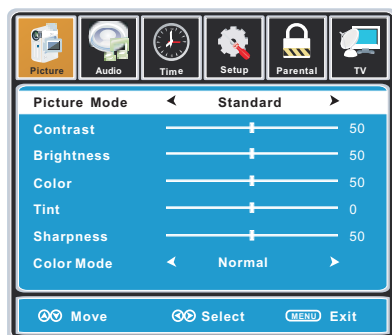 Picture Audio Time Setup Parental TV
Picture Mode Standard
Contrast 50
Brightness 50
Color 50
Tint 0
Sharpness 50
Color Mode Normal
Move Select MENU Exit